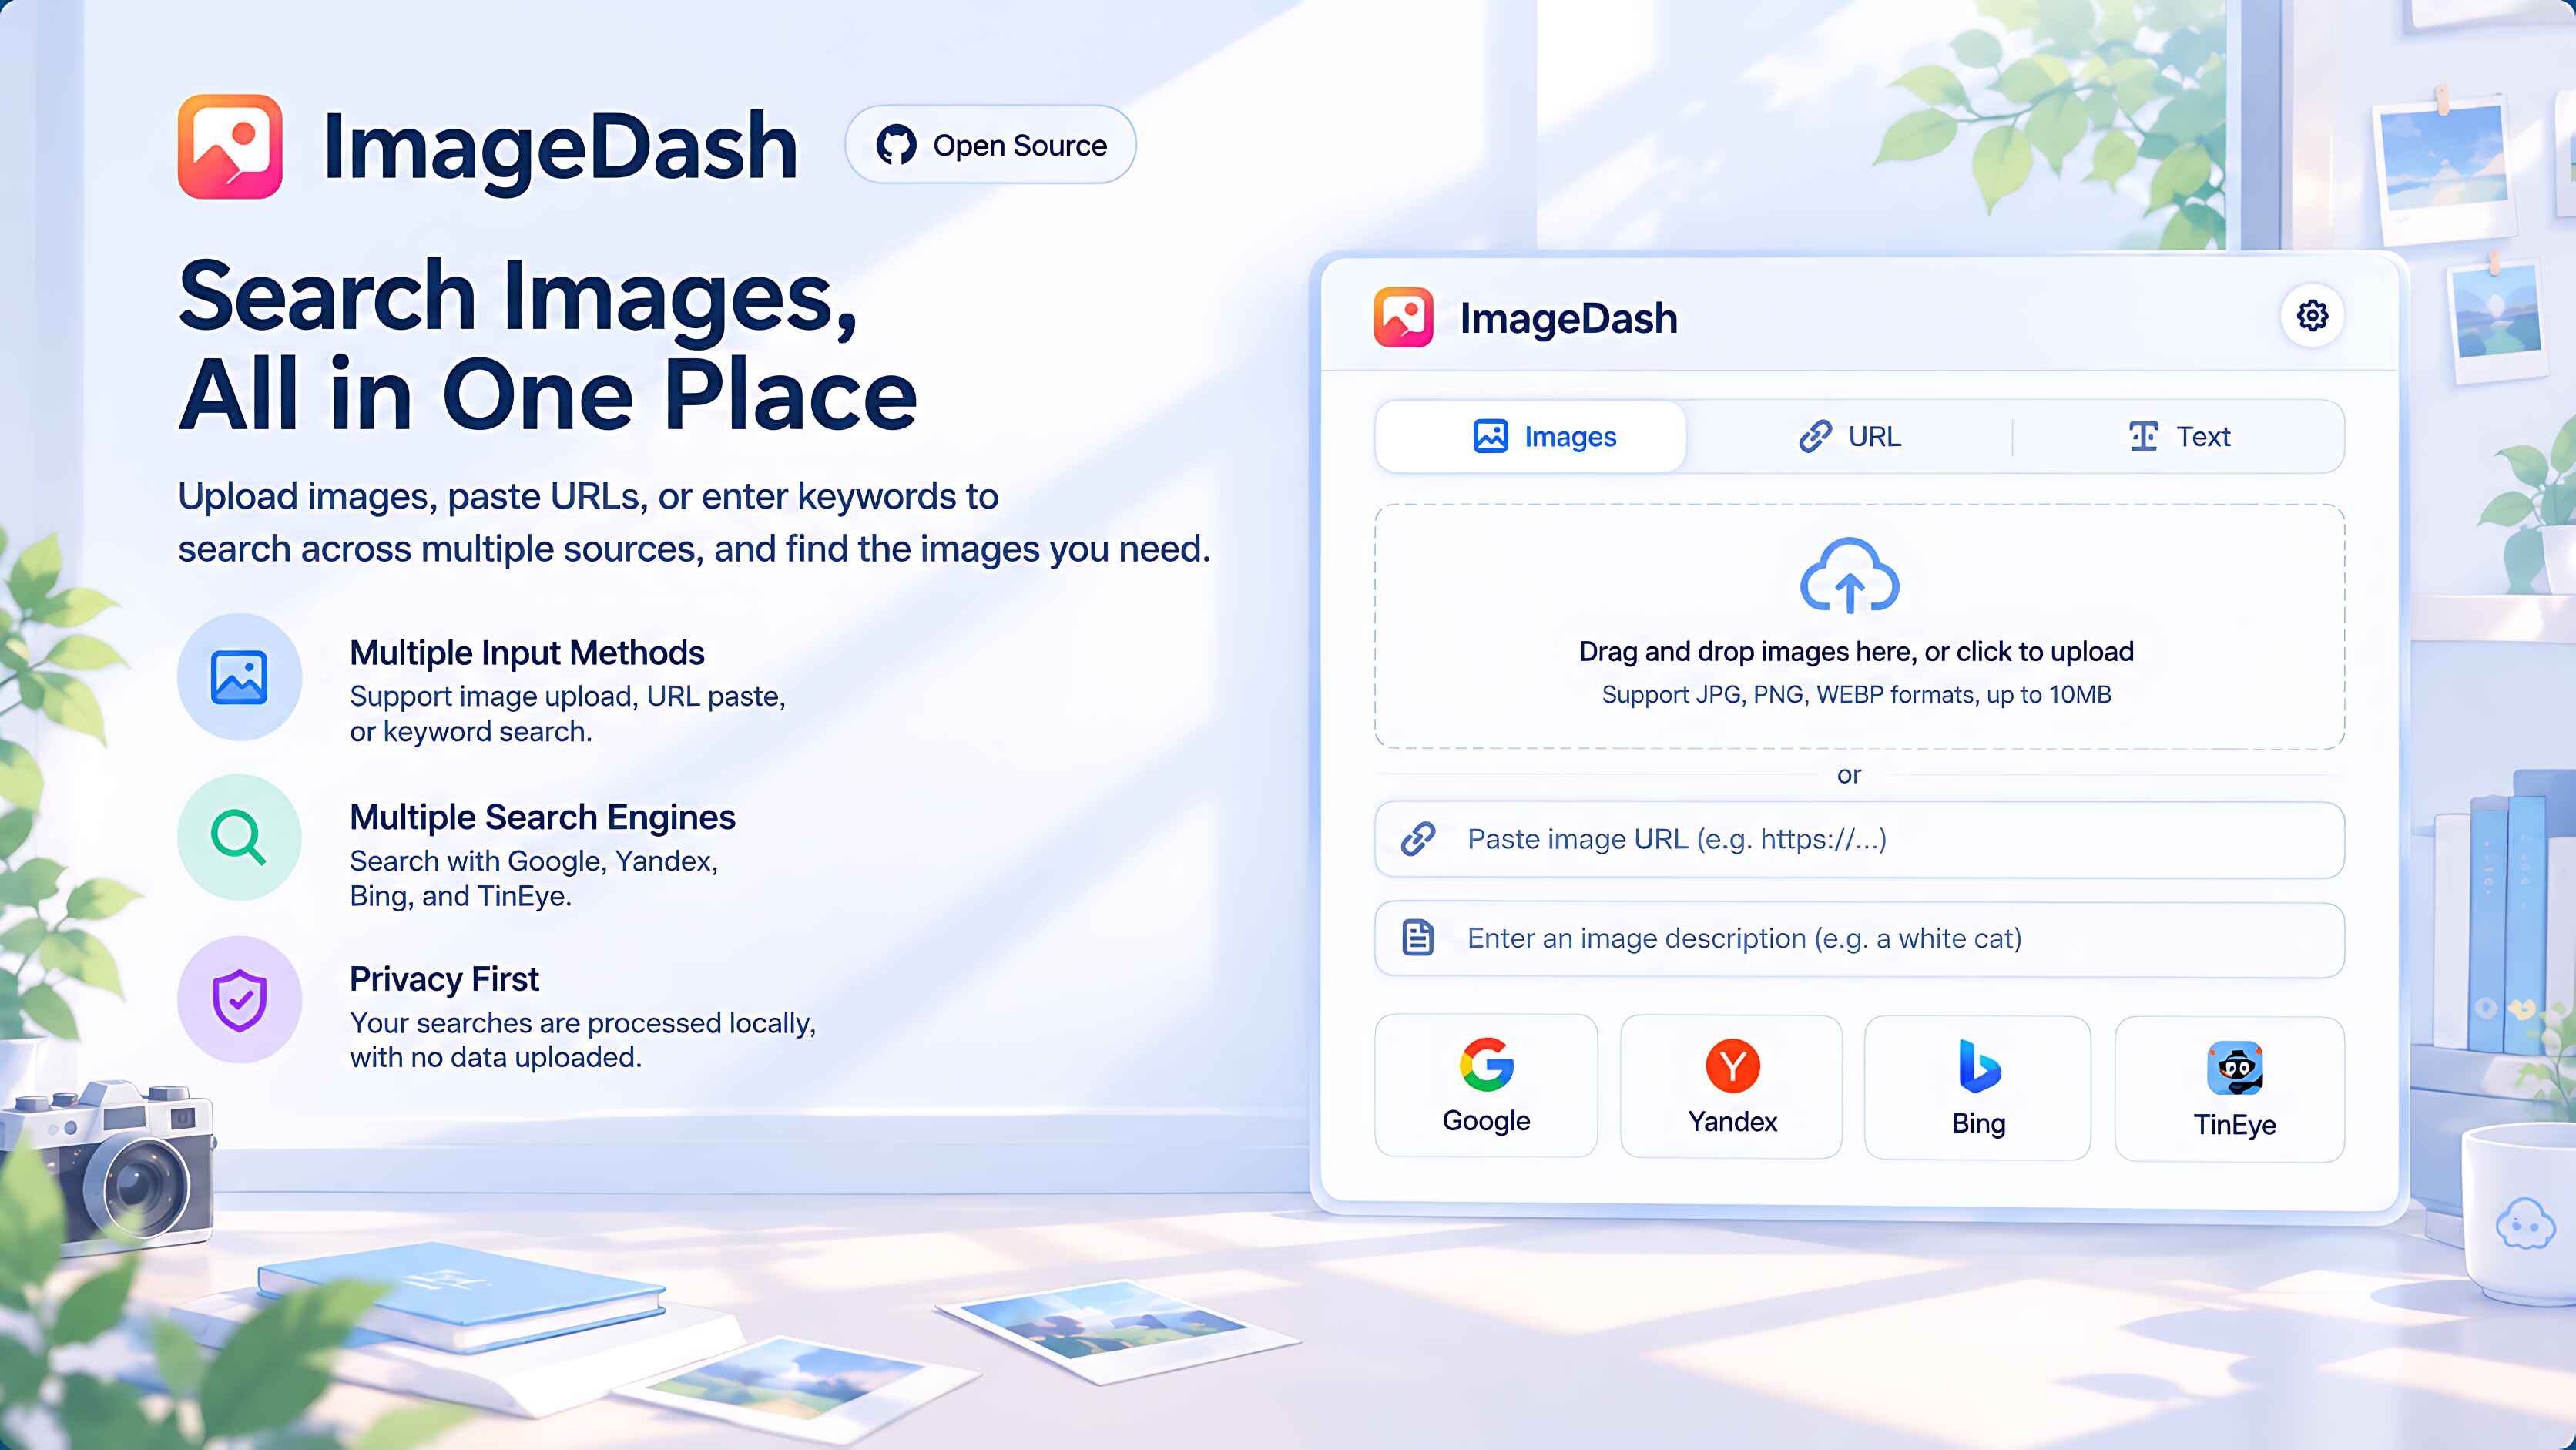 ImageDash
Open Source
Search Images,
All in One Place
Upload images, paste URLs, or enter keywords to
search across multiple sources, and find the images you need.
Multiple Input Methods
Support image upload, URL paste,
or keyword search.
Multiple Search Engines
Search with Google, Yandex,
Bing, and TinEye.
Privacy First
Your searches are processed locally,
with no data uploaded.
ImageDash
Images
URL
Text
Drag and drop images here, or click to upload
Support JPG, PNG, WEBP formats, up to 10MB
or
Paste image URL (e.g. https://...)
Enter an image description (e.g. a white cat)
Google
Yandex
Bing
TinEye